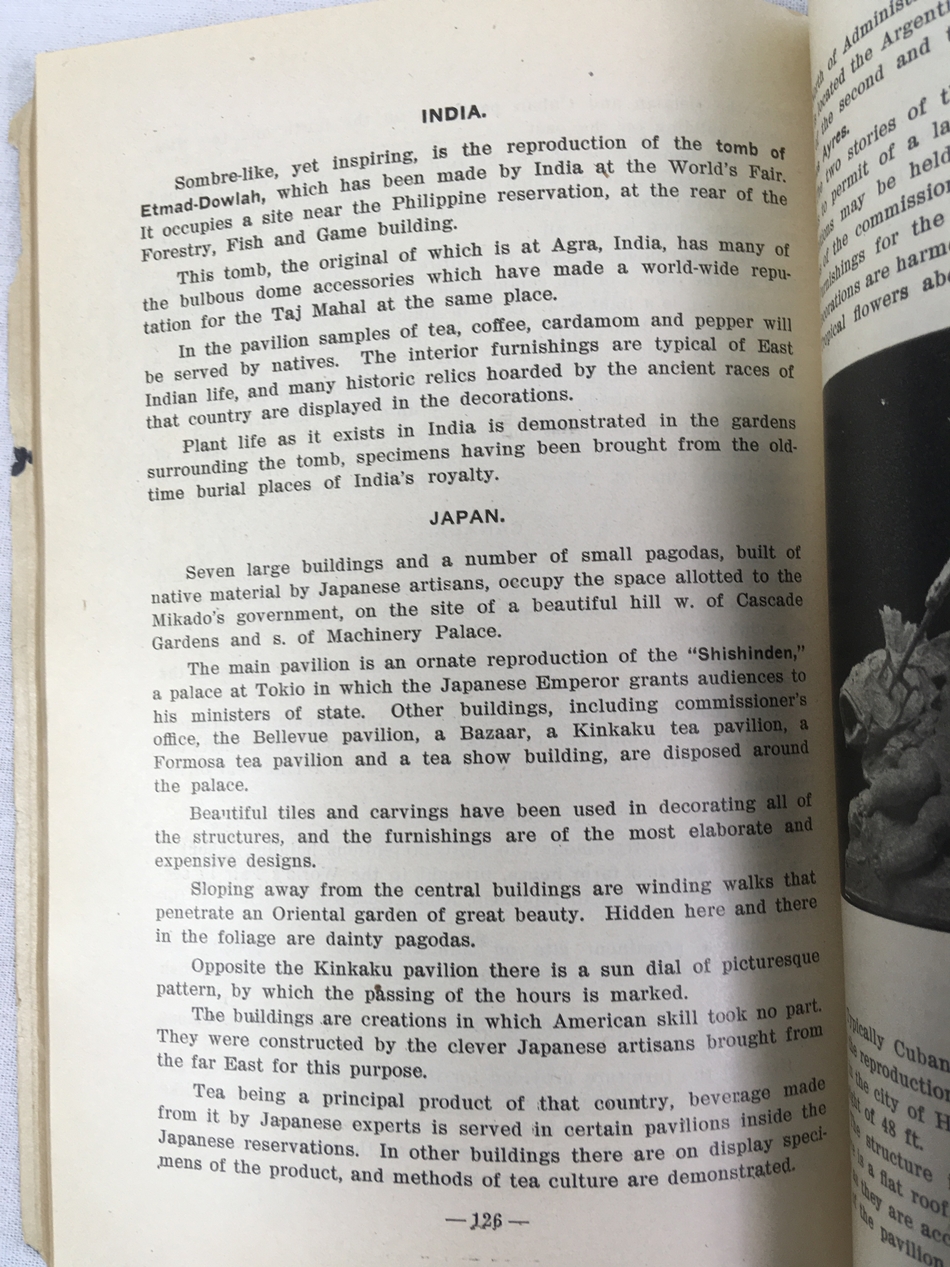 INDIA.
Sombre-like, yet inspiring, is the reproduction of the tomb of
Etmad-Dowlah, which has been made by India at the World's Fair.
It occupies a site near the Philippine reservation, at the rear of the
Forestry, Fish and Game building.
This tomb, the original of which is at Agra, India, has many of
the bulbous dome accessories which have made a world-wide repu-
tation for the Taj Mahal at the same place.
In the pavilion samples of tea, coffee, cardamom and pepper will
be served by natives. The interior furnishings are typical of East
Indian life, and many historic relics hoarded by the ancient races of
that country are displayed in the decorations.
Plant life as it exists in India is demonstrated in the gardens
surrounding the tomb, specimens having been brought from the old-
time burial places of India's royalty.
JAPAN.
Seven large buildings and a number of small pagodas, built of
native material by Japanese artisans, occupy the space allotted to the
Mikado's government, on the site of a beautiful hill w. of Cascade
Gardens and s. of Machinery Palace.
The main pavilion is an ornate reproduction of the "Shishinden,"
a palace at Tokio in which the Japanese Emperor grants audiences to
his ministers of state. Other buildings, including commissioner's
office, the Bellevue pavilion, a Bazaar, a Kinkaku tea pavilion, a
Formosa tea pavilion and a tea show building, are disposed around
the palace.
Beautiful tiles and carvings have been used in decorating all of
the structures, and the furnishings are of the most elaborate and
expensive designs.
Sloping away from the central buildings are winding walks that
penetrate an Oriental garden of great beauty. Hidden here and there
in the foliage are dainty pagodas.
Opposite the Kinkaku pavilion there is a sun dial of picturesque
pattern, by which the passing of the hours is marked.
The buildings are creations in which American skill took no part.
They were constructed by the clever Japanese artisans brought from
the far East for this purpose.
Tea being a principal product of that country, beverage made
from it by Japanese experts is served in certain pavilions inside the
Japanese reservations. In other buildings there are on display speci-
mens of the product, and methods of tea culture are demonstrated.
—126—
of Administ
located the Argenti
the second and
Ayres.
two stories of
to permit of a
may be held
of the commission
for the
are harm
flowers
Cuban
reproduction
the city of H
of 48 ft.
structure
is a flat roof
they are
the pavilion